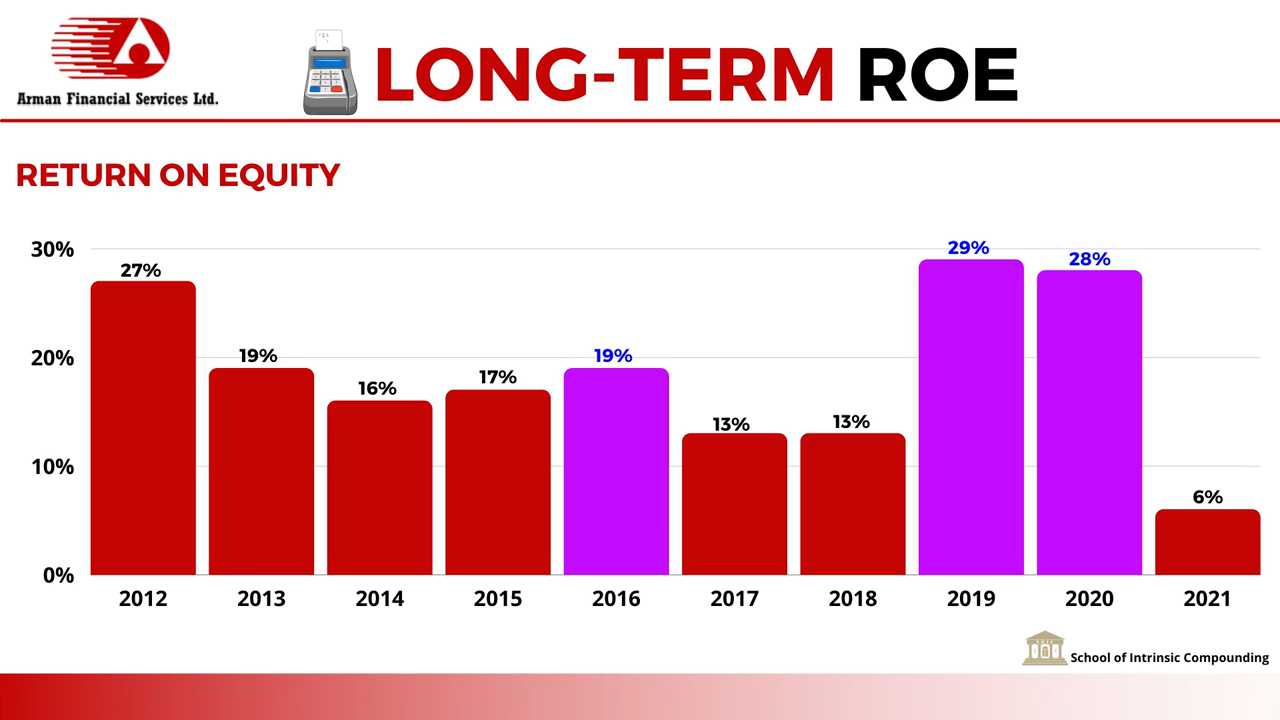 Arman Financial Services Ltd.
LONG-TERM ROE
RETURN ON EQUITY
30%
20%
10%
0%
27%
19%
16%
17%
19%
13%
13%
29%
28%
6%
2012 2013 2014 2015 2016 2017 2018 2019 2020 2021
School of Intrinsic Compounding